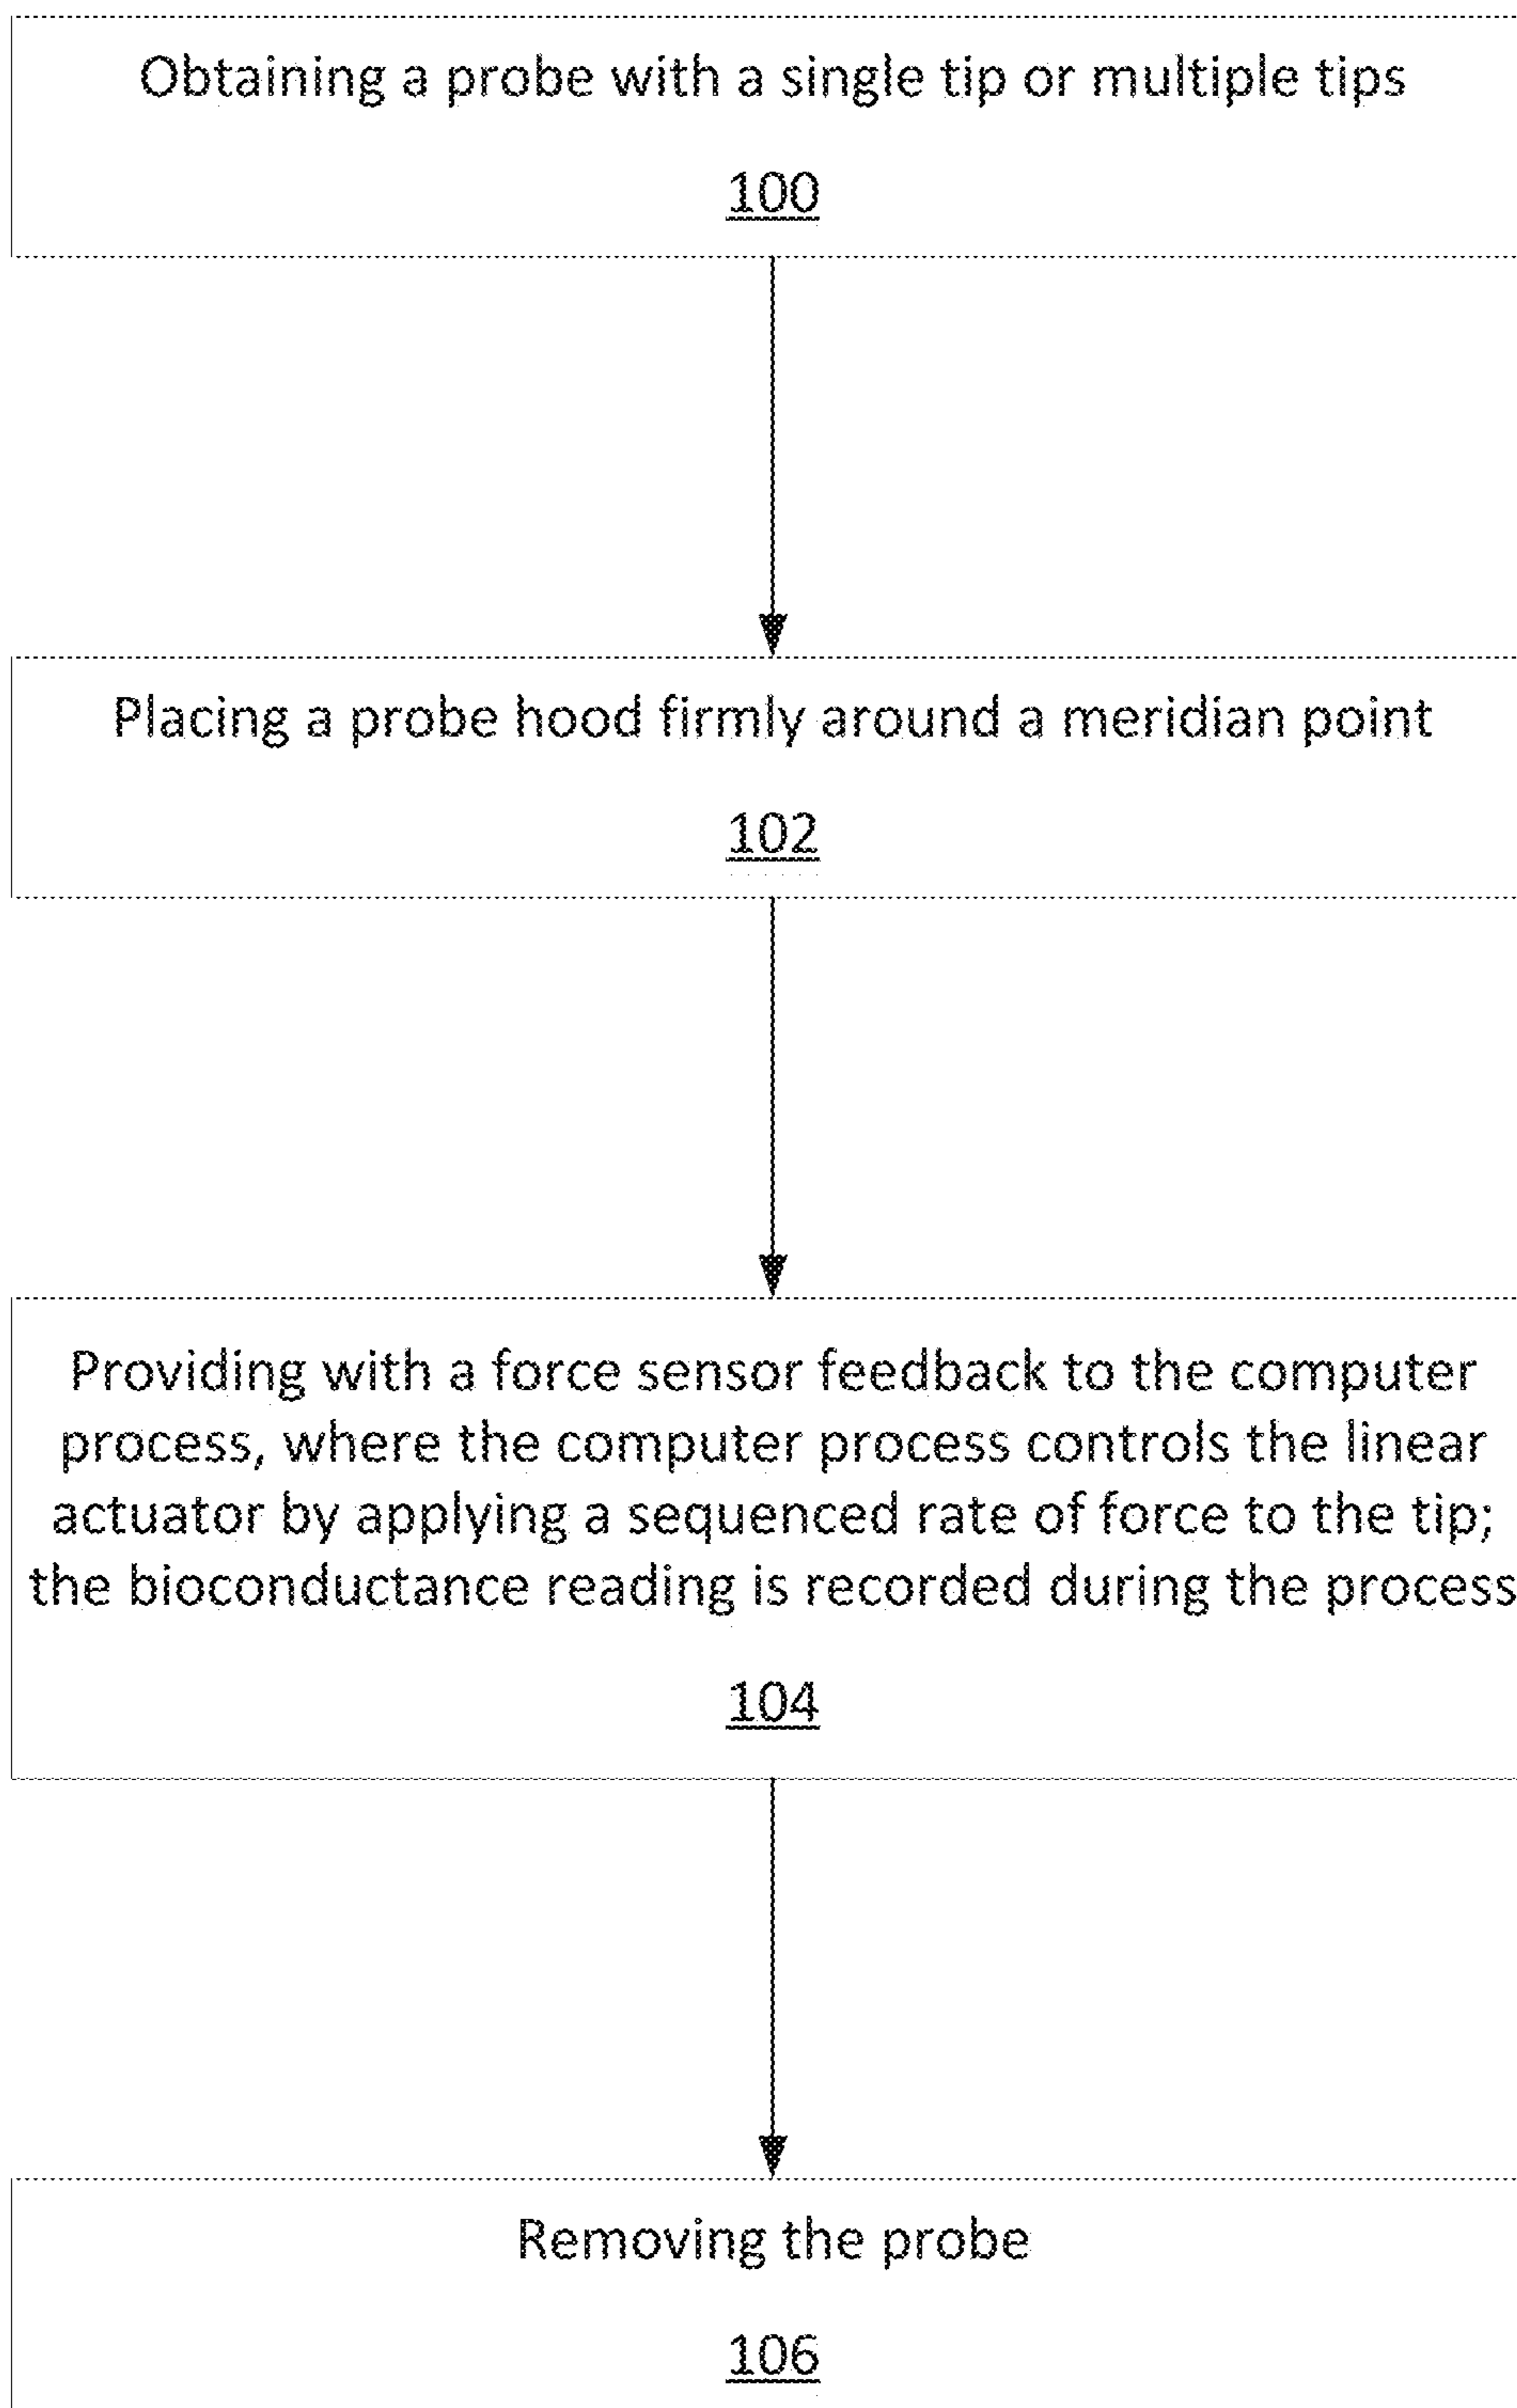 Obtaining a probe with a single tip or multiple tips
100
Placing a probe hood firmly around a meridian point
102
Providing with a force sensor feedback to the computer
process, where the computer process controls the linear
actuator by applying a sequenced rate of force to the tip;
the bioconductance reading is recorded during the process
104
Removing the probe
106